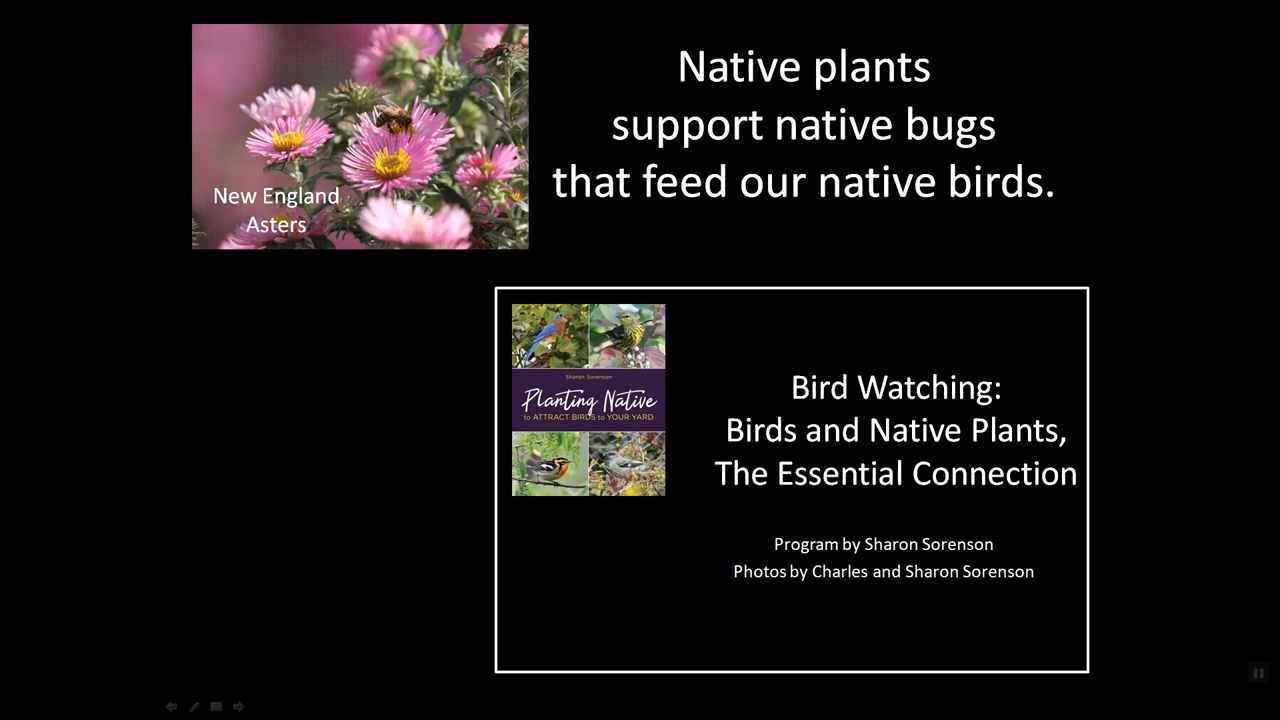 Native plants
support native bugs
that feed our native birds.
New England
Asters
Sharon Sorenson
Planting Native
to ATTRACT BIRDS to YOUR YARD
Bird Watching:
Birds and Native Plants,
The Essential Connection
Program by Sharon Sorenson
Photos by Charles and Sharon Sorenson